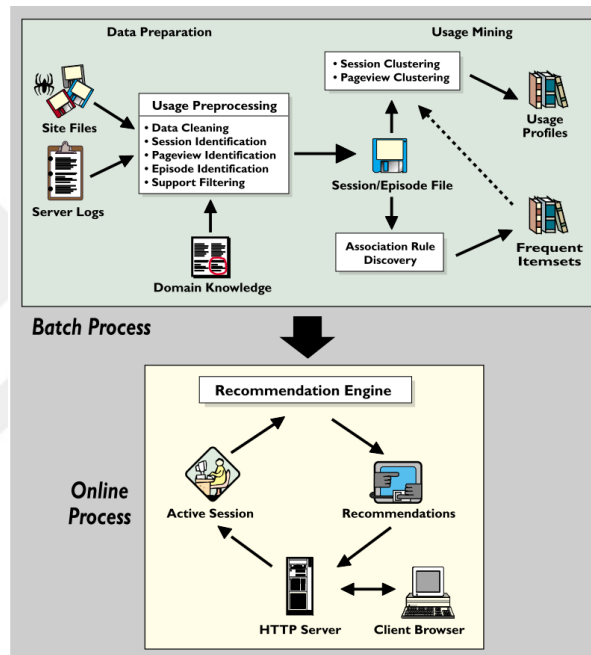 Data Preparation
Usage Mining
Site Files
Server Logs
Usage Preprocessing
• Data Cleaning
• Session Identification
• Pageview Identification
• Episode Identification
• Support Filtering
Domain Knowledge
• Session Clustering
• Pageview Clustering
Usage
Profiles
Session/Episode File
Association Rule
Discovery
Frequent
Itemsets
Batch Process
Recommendation Engine
Online
Process
Active Session
Recommendations
HTTP Server
Client Browser